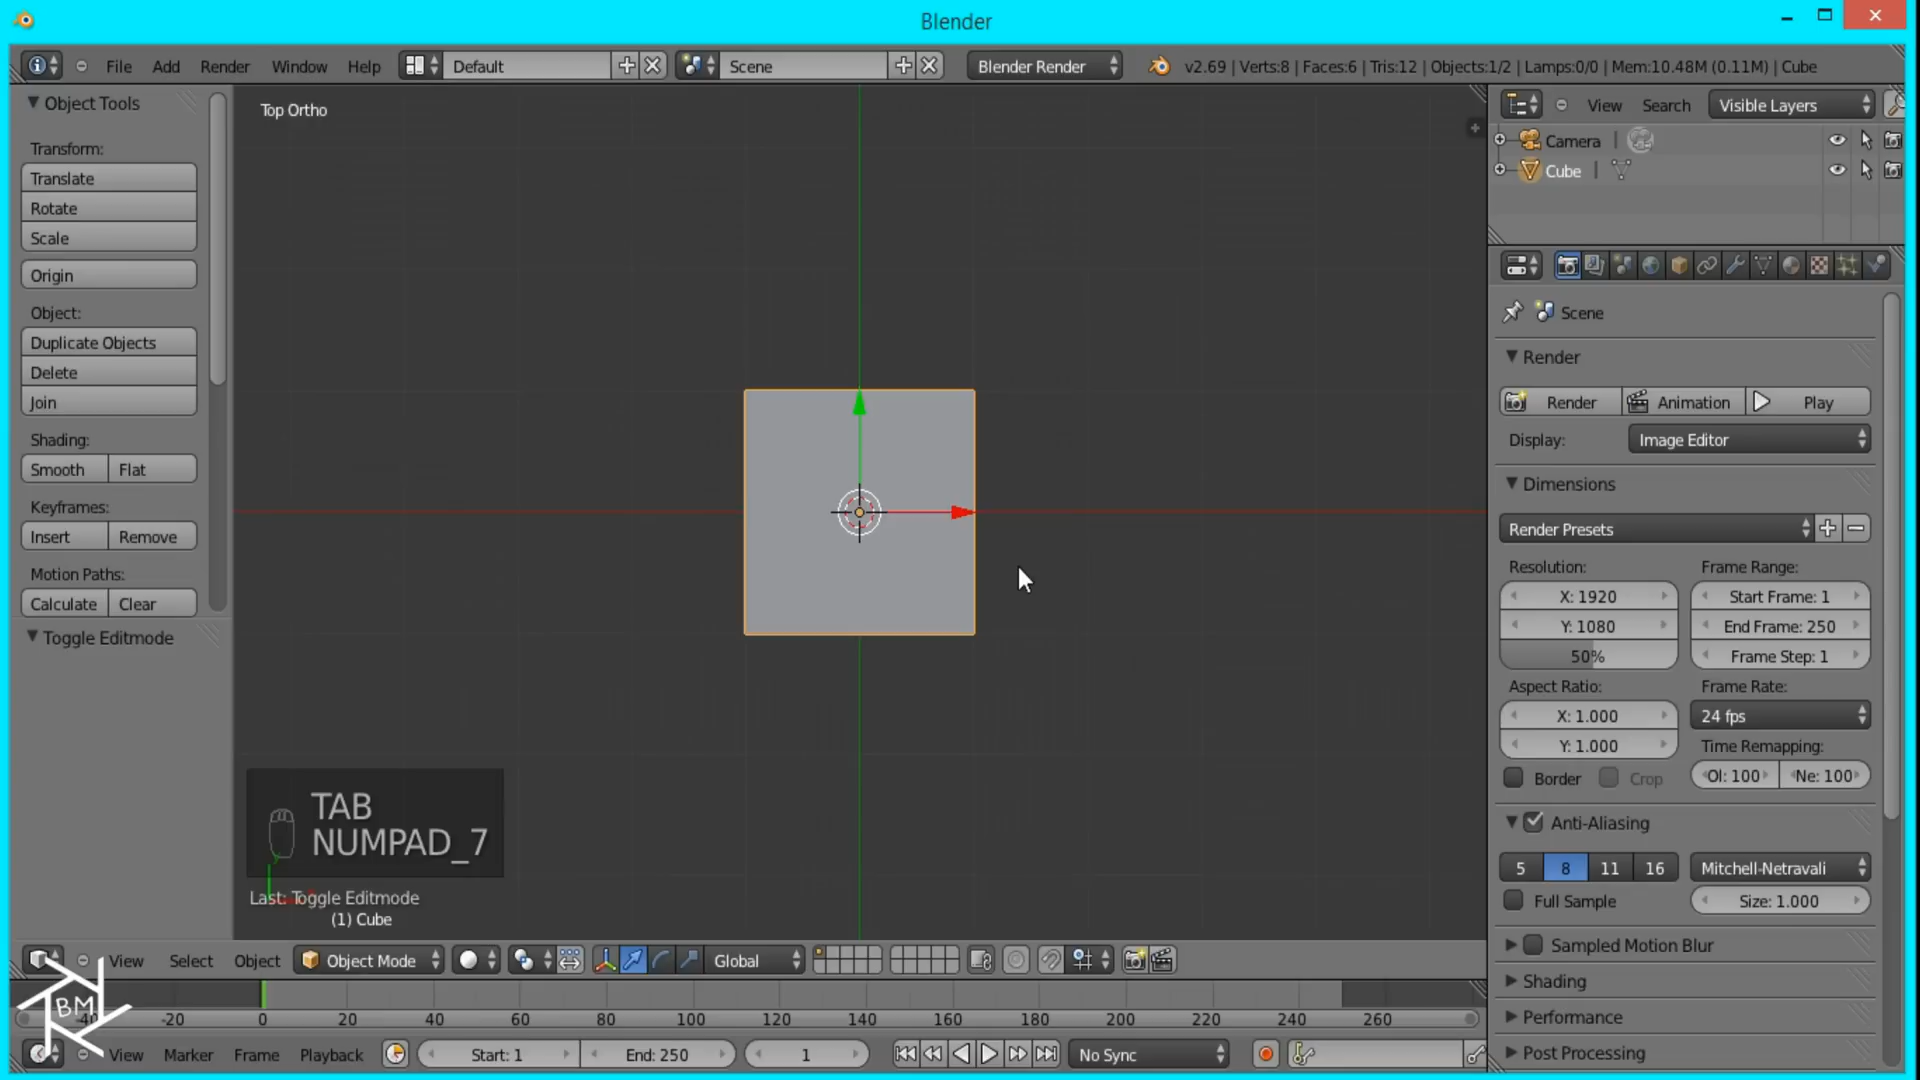 Blender
File Add Render Window Help Default Scene Blender Render v2.69 | Verts:8 | Faces:6 | Tris:12 | Objects:1/2 | Lamps:0/0 | Mem:10.48M (0.11M) | Cube
Object Tools
Transform:
Translate
Rotate
Scale
Origin
Object:
Duplicate Objects
Delete
Join
Shading:
Smooth Flat
Keyframes:
Insert Remove
Motion Paths:
Calculate Clear
Toggle Editmode
Top Ortho
TAB
NUMPAD_7
Last: Toggle Editmode
(1) Cube
View Select Object Object Mode Global
BM
-40 -20 0 20 40 60 80 100 120 140 160 180 200 220 240 260
View Marker Frame Playback Start: 1 End: 250 1 No Sync
View Search Visible Layers
Camera
Cube
Scene
Render
Render Animation Play
Display: Image Editor
Dimensions
Render Presets
Resolution: Frame Range:
X: 1920 Start Frame: 1
Y: 1080 End Frame: 250
50% Frame Step: 1
Aspect Ratio: Frame Rate:
X: 1.000 24 fps
Y: 1.000 Time Remapping:
Border Crop Ol: 100 Ne: 100
Anti-Aliasing
5 8 11 16 Mitchell-Netravali
Full Sample Size: 1.000
Sampled Motion Blur
Shading
Performance
Post Processing